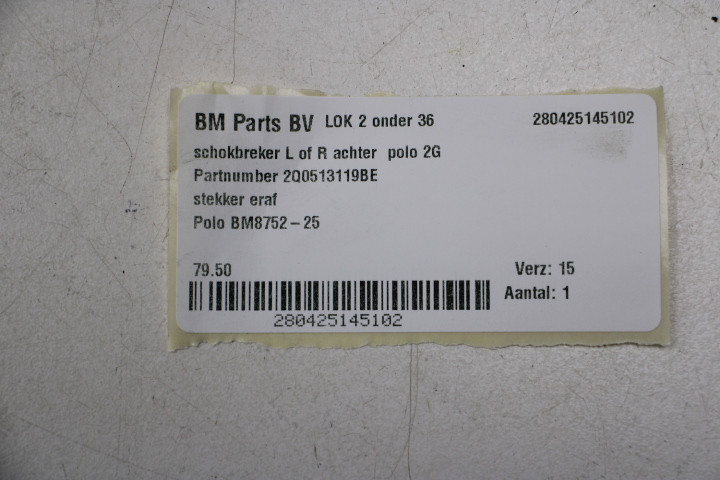 BM Parts BV LOK 2 onder 36 280425145102
schokbreker L of R achter polo 2G
Partnumber 2Q0513119BE
stekker eraf
Polo BM8752-25
79.50 Verz: 15
Aantal: 1
280425145102